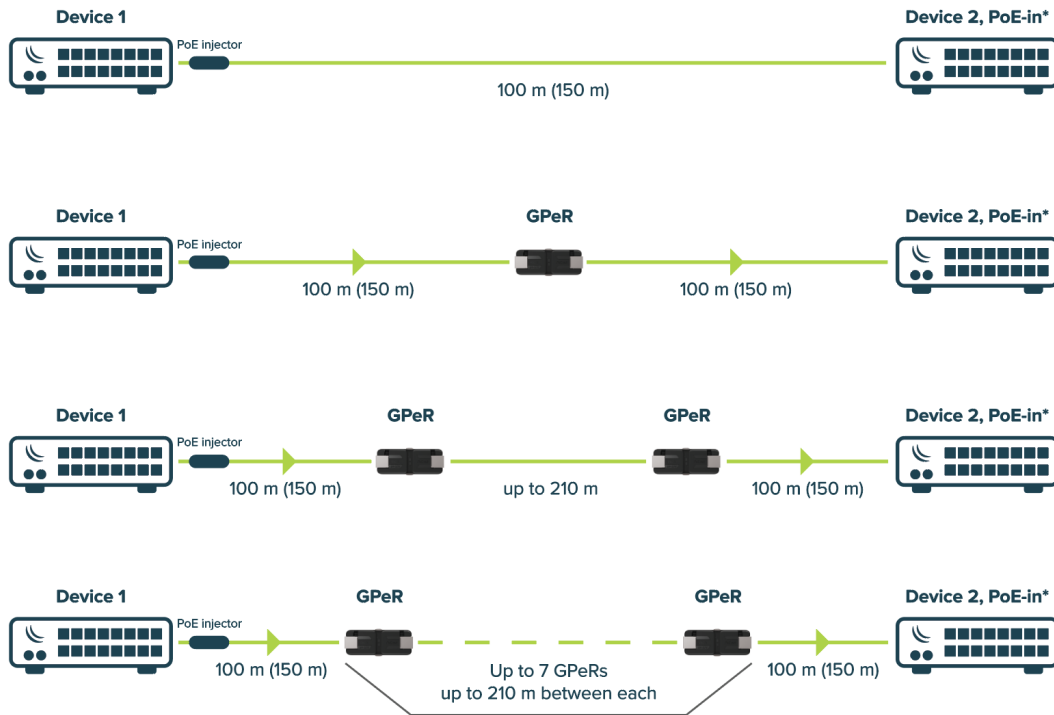 Device 1
Device 2, PoE-in*
PoE injector
100 m (150 m)
Device 1
GPeR
Device 2, PoE-in*
PoE injector
100 m (150 m)
100 m (150 m)
Device 1
GPeR
GPeR
Device 2, PoE-in*
PoE injector
100 m (150 m)
up to 210 m
100 m (150 m)
Device 1
GPeR
GPeR
Device 2, PoE-in*
PoE injector
100 m (150 m)
Up to 7 GPeRs
up to 210 m between each
100 m (150 m)